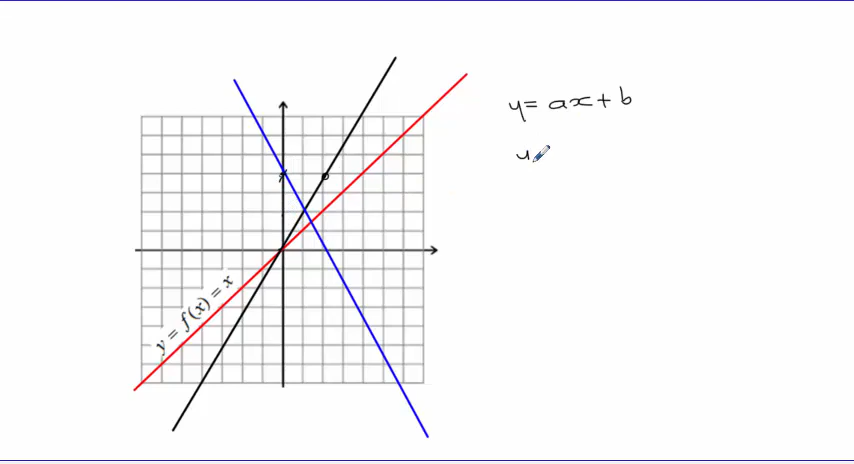 y = ax + b
y
y = f(x) = x